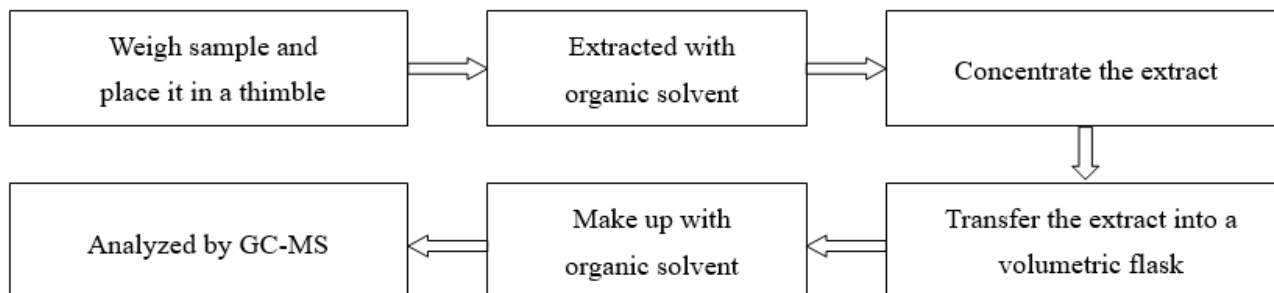 Weigh sample and
place it in a thimble
Extracted with
organic solvent
Concentrate the extract
Transfer the extract into a
volumetric flask
Make up with
organic solvent
Analyzed by GC-MS